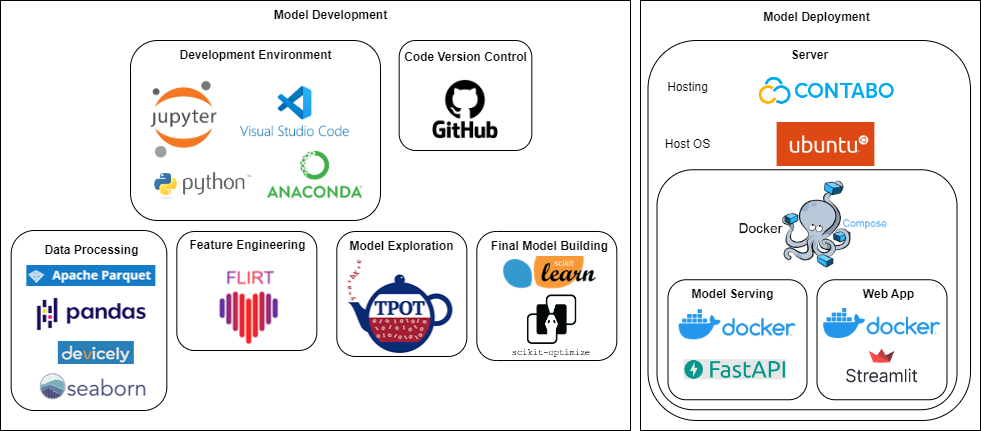 Model Development
Development Environment
jupyter
Visual Studio Code
python™
ANACONDA
Code Version Control
GitHub
Data Processing
Apache Parquet
pandas
devicely
seaborn
Feature Engineering
FLIRT
Model Exploration
TPOT
Final Model Building
scikit
learn
scikit-optimize
Model Deployment
Server
Hosting
CONTABO
Host OS
ubuntu
Docker
Compose
Model Serving
docker
FastAPI
Web App
docker
Streamlit